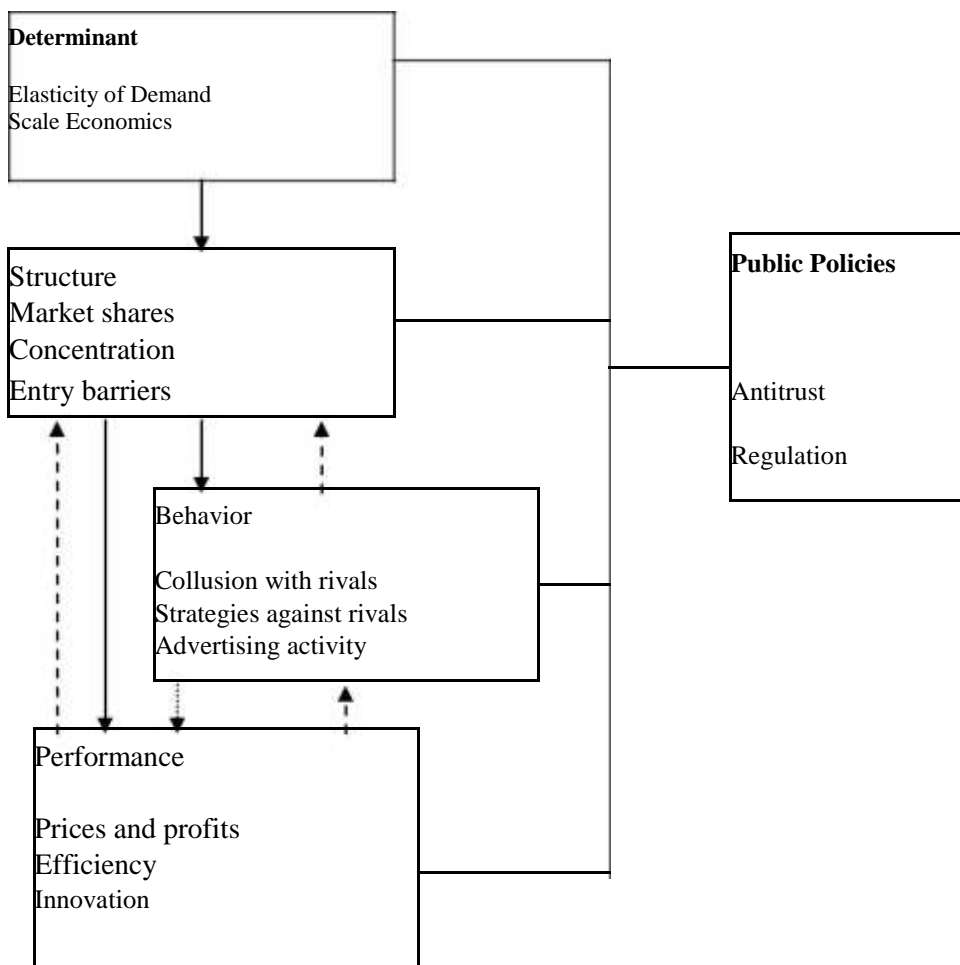 Determinant
Elasticity of Demand
Scale Economics
Structure
Market shares
Concentration
Entry barriers
Public Policies
Antitrust
Regulation
Behavior
Collusion with rivals
Strategies against rivals
Advertising activity
Performance
Prices and profits
Efficiency
Innovation